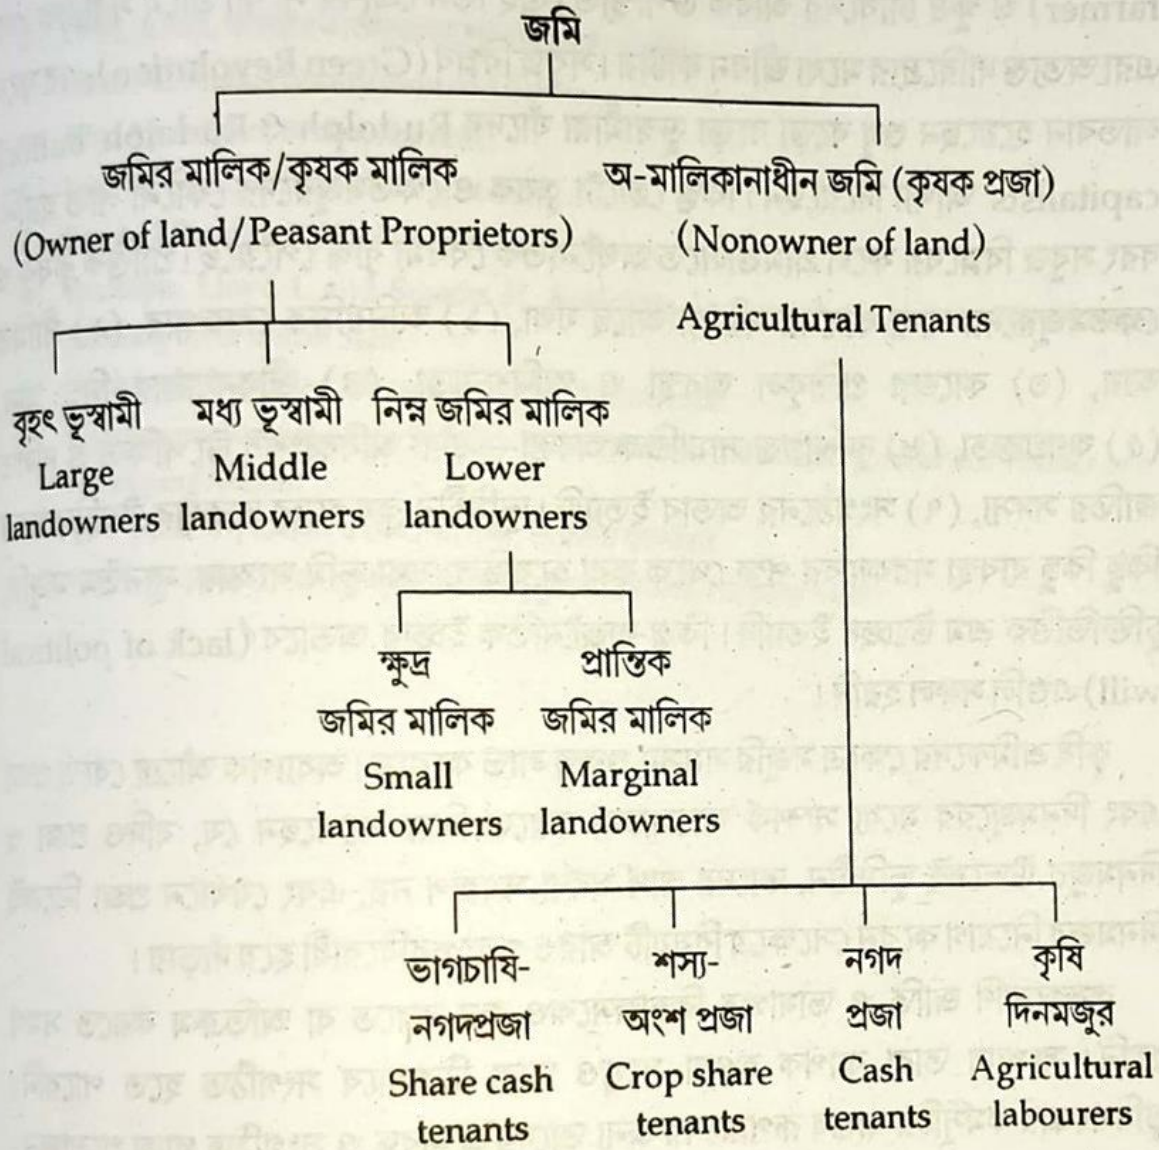 জমি
জমির মালিক/কৃষক মালিক
(Owner of land/Peasant Proprietors)
অ-মালিকানাধীন জমি (কৃষক প্রজা)
(Nonowner of land)
Agricultural Tenants
বৃহৎ ভূস্বামী
Large
landowners
মধ্য ভূস্বামী
Middle
landowners
নিম্ন জমির মালিক
Lower
landowners
ক্ষুদ্র
জমির মালিক
Small
landowners
প্রান্তিক
জমির মালিক
Marginal
landowners
ভাগচাষি-
নগদপ্রজা
Share cash
tenants
শস্য-
অংশ প্রজা
Crop share
tenants
নগদ
প্রজা
Cash
tenants
কৃষি
দিনমজুর
Agricultural
labourers